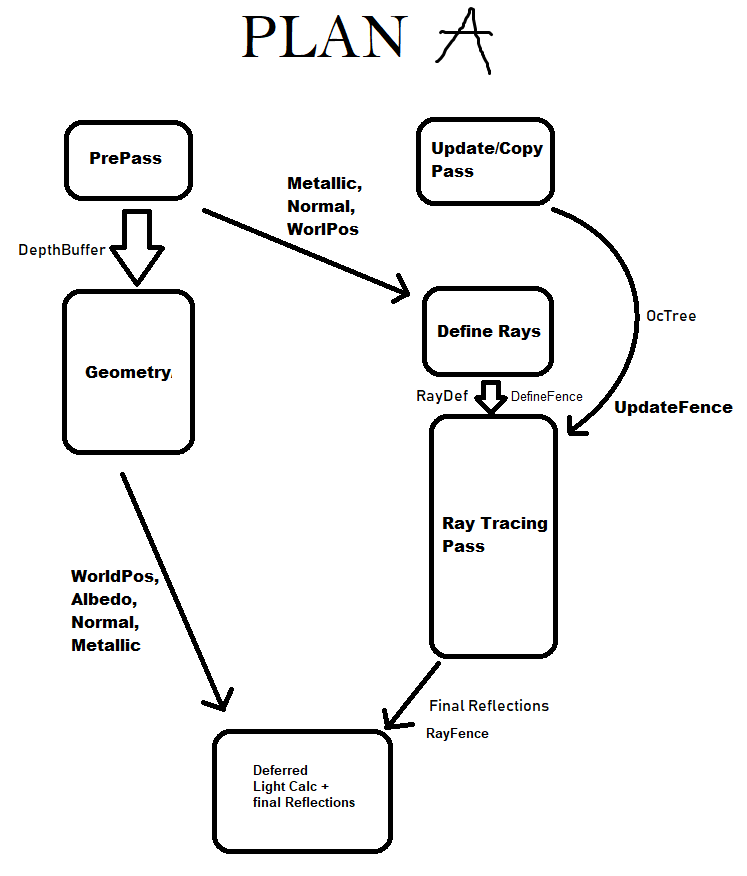 PLAN A
PrePass
Update/Copy
Pass
Metallic,
Normal,
WorlPos
DepthBuffer
OcTree
Define Rays
Geometry.
RayDef
DefineFence
UpdateFence
Ray Tracing
Pass
WorldPos,
Albedo,
Normal,
Metallic
Final Reflections
RayFence
Deferred
Light Calc +
final Reflections